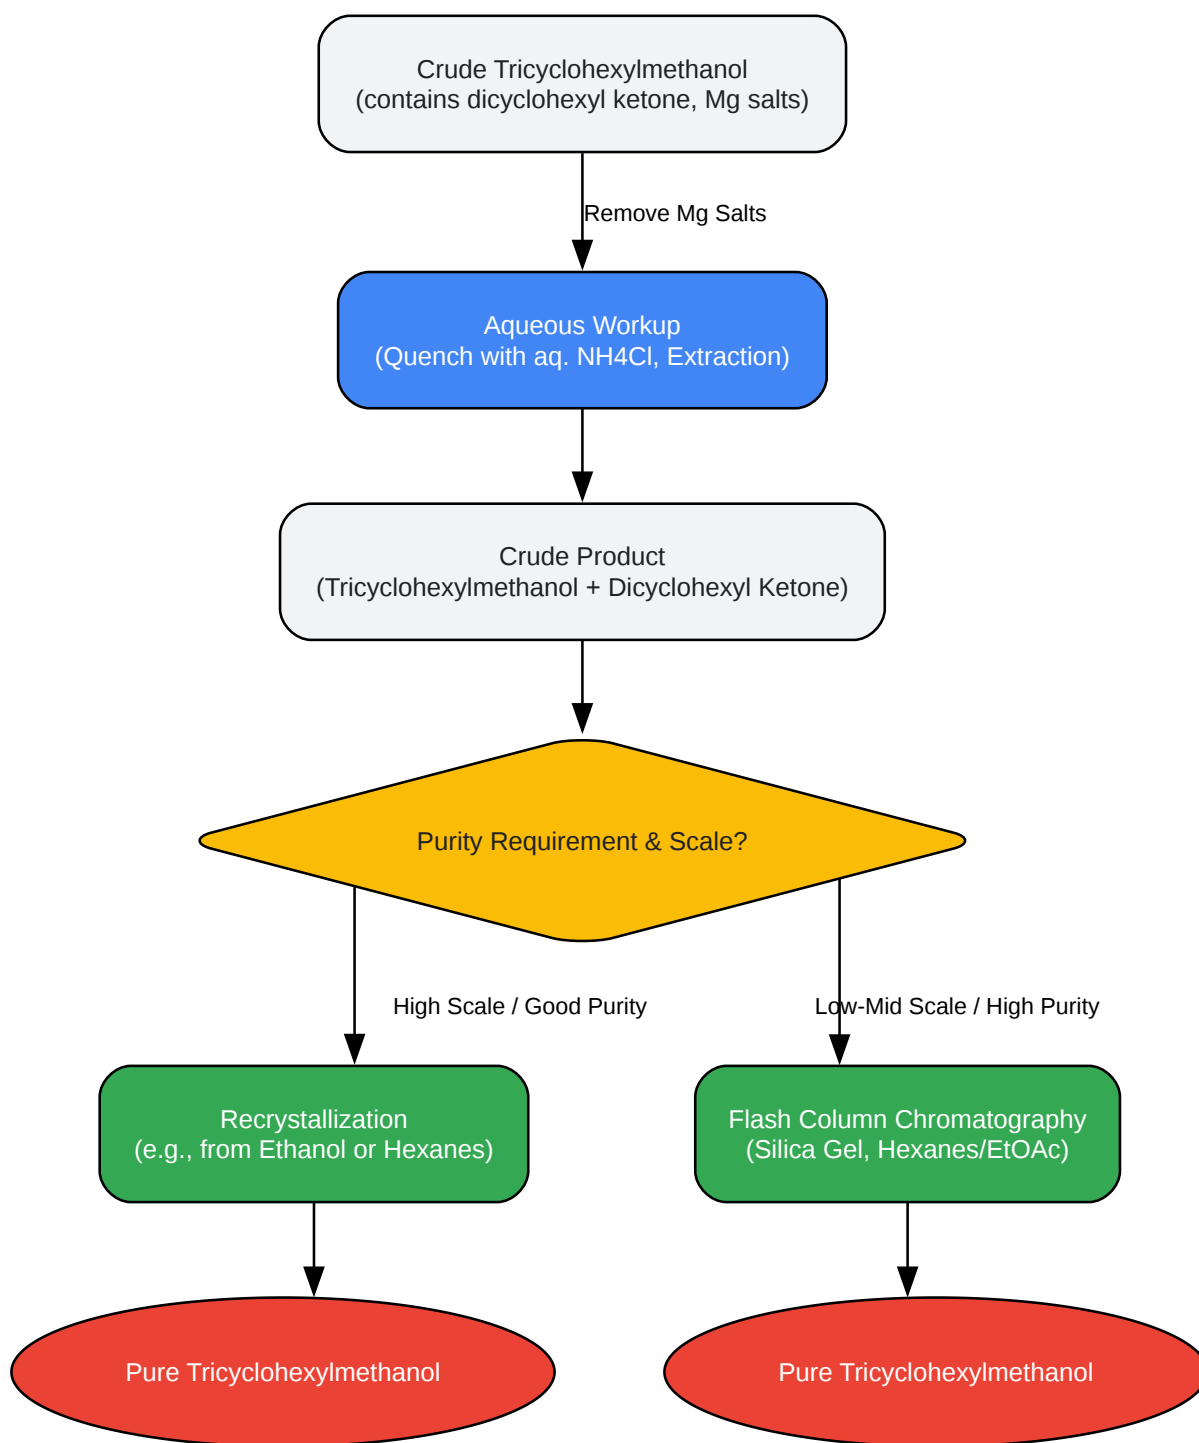 Crude Tricyclohexylmethanol
(contains dicyclohexyl ketone, Mg salts)
Remove Mg Salts
Aqueous Workup
(Quench with aq. NH4Cl, Extraction)
Crude Product
(Tricyclohexylmethanol + Dicyclohexyl Ketone)
Purity Requirement & Scale?
High Scale / Good Purity
Low-Mid Scale / High Purity
Recrystallization
(e.g., from Ethanol or Hexanes)
Flash Column Chromatography
(Silica Gel, Hexanes/EtOAc)
Pure Tricyclohexylmethanol
Pure Tricyclohexylmethanol